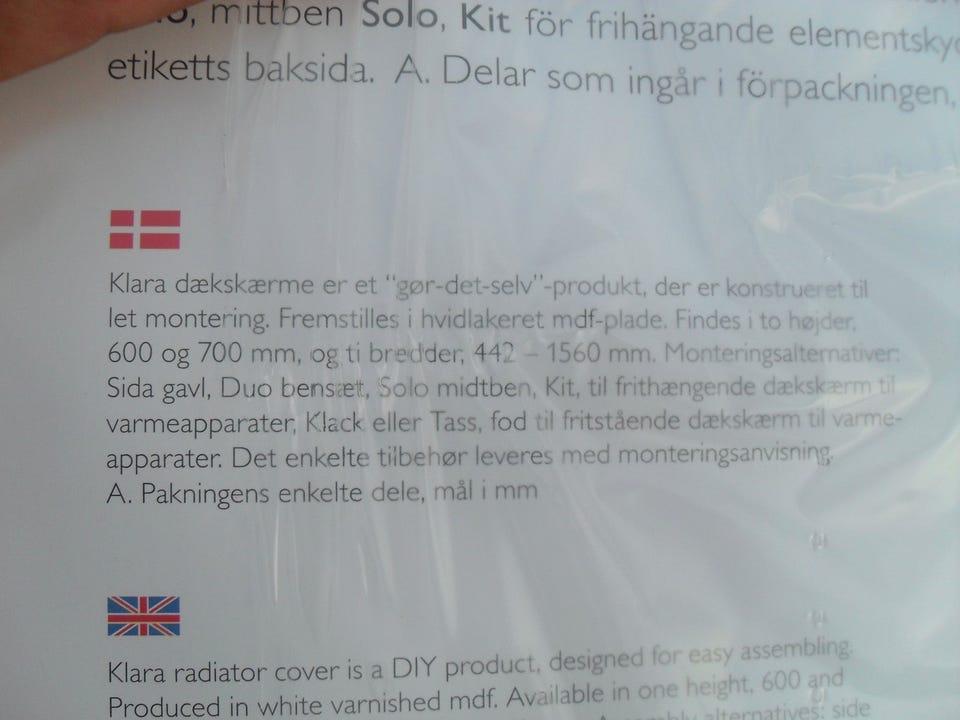 mittben Solo, Kit för frihängande
etiketts baksida. A. Delar som ingår i förpackningen,
Klara dækskærme er et "gør-det-selv"-produkt, der er konstrueret til
let montering. Fremstilles i hvidlakeret mdf-plade. Findes i to højder,
600 og 700 mm, og ti bredder, 442 – 1560 mm. Monteringsalternativer:
Sida gavl, Duo bensæt, Solo midtben, Kit, til frithængende dækskærm til
varmeapparater, Klack eller Tass, fod til fritstående dækskærm til varme-
apparater. Det enkelte tilbehør leveres med monteringsanvisning.
A. Pakningens enkelte dele, mål i mm
Klara radiator cover is a DIY product, designed for easy assembling.
Produced in white varnished mdf. Available in one height, 600 and
alternatives: side